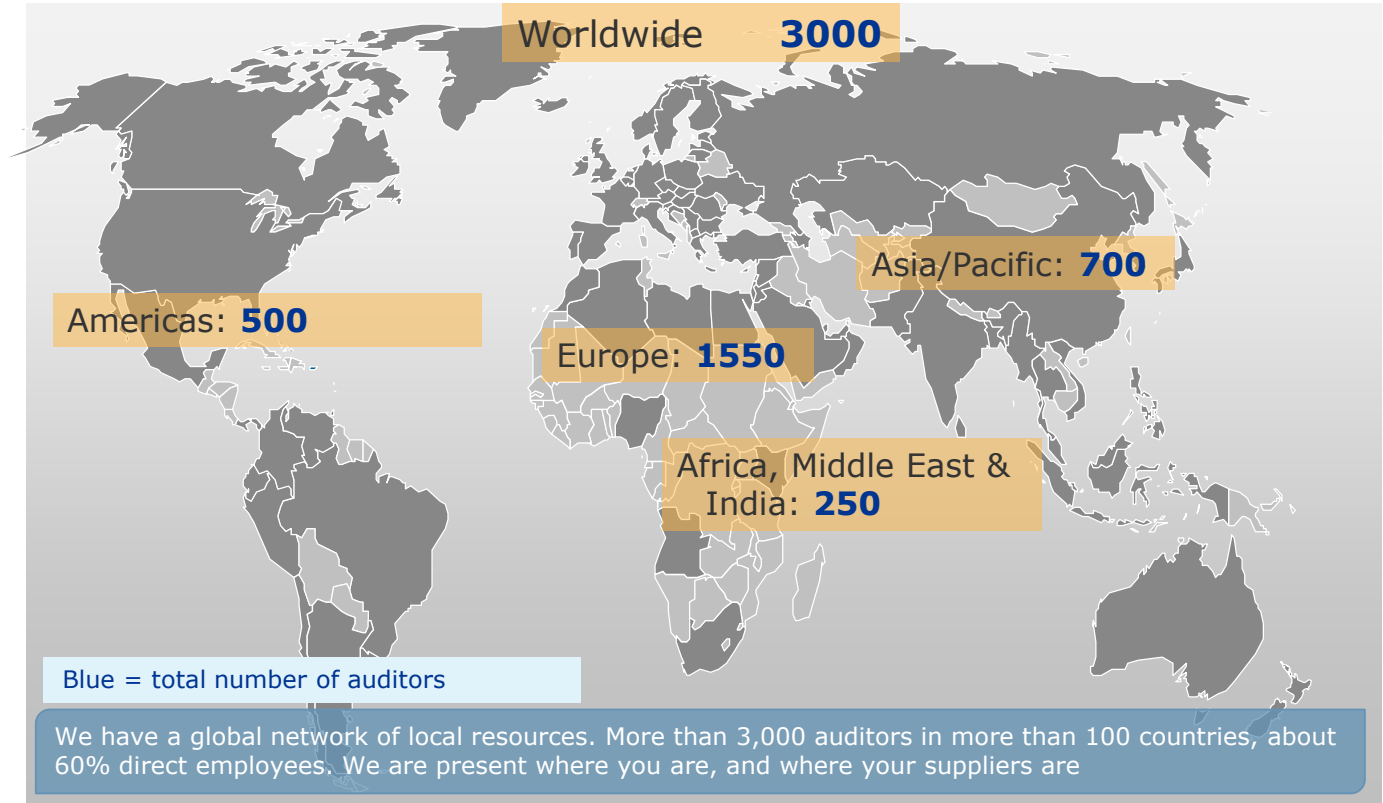 Worldwide 3000
Asia/Pacific: 700
Americas: 500
Europe: 1550
Africa, Middle East &
India: 250
Blue = total number of auditors
We have a global network of local resources. More than 3,000 auditors in more than 100 countries, about
60% direct employees. We are present where you are, and where your suppliers are